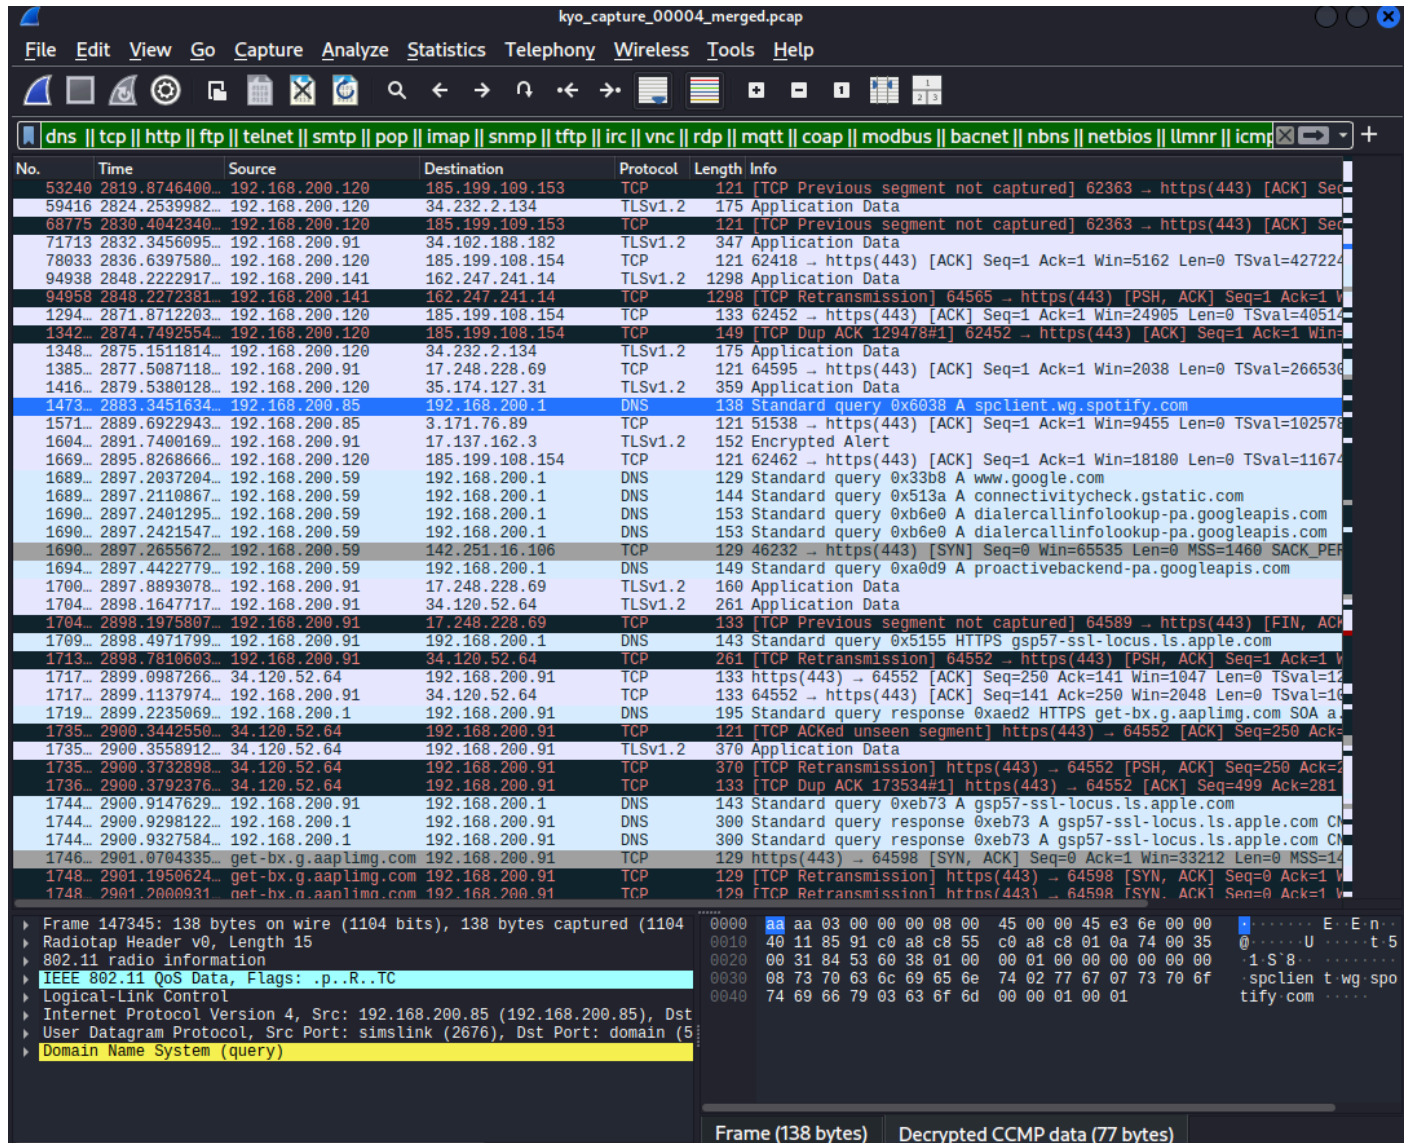 kyo_capture_00004_merged.pcap
File Edit View Go Capture Analyze Statistics Telephony Wireless Tools Help
dns || tcp || http || ftp || telnet || smtp || pop || imap || snmp || tftp || irc || vnc || rdp || mqtt || coap || modbus || bacnet || nbns || netbios || llmnr || icmp
No. Time Source Destination Protocol Length Info
53240 2819.8746400… 192.168.200.120 185.199.109.153 TCP 121 [TCP Previous segment not captured] 62363 → https(443) [ACK] Seq
59416 2824.2539982… 192.168.200.120 34.232.2.134 TLSv1.2 175 Application Data
68775 2830.4042340… 192.168.200.120 185.199.109.153 TCP 121 [TCP Previous segment not captured] 62363 → https(443) [ACK] Seq
71713 2832.3456095… 192.168.200.91 34.102.188.182 TLSv1.2 347 Application Data
78033 2836.6397580… 192.168.200.120 185.199.108.154 TCP 121 62418 → https(443) [ACK] Seq=1 Ack=1 Win=5162 Len=0 TSval=427224
94938 2848.2222917… 192.168.200.141 162.247.241.14 TLSv1.2 1298 Application Data
94958 2848.2272381… 192.168.200.141 162.247.241.14 TCP 1298 [TCP Retransmission] 64565 → https(443) [PSH, ACK] Seq=1 Ack=1 W
1294… 2871.8712203… 192.168.200.120 185.199.108.154 TCP 133 62452 → https(443) [ACK] Seq=1 Ack=1 Win=24905 Len=0 TSval=40514
1342… 2874.7492554… 192.168.200.120 185.199.108.154 TCP 149 [TCP Dup ACK 129478#1] 62452 → https(443) [ACK] Seq=1 Ack=1 Win=
1348… 2875.1511814… 192.168.200.120 34.232.2.134 TLSv1.2 175 Application Data
1385… 2877.5087118… 192.168.200.91 17.248.228.69 TCP 121 64595 → https(443) [ACK] Seq=1 Ack=1 Win=2038 Len=0 TSval=266530
1416… 2879.5380128… 192.168.200.120 35.174.127.31 TLSv1.2 359 Application Data
1473… 2883.3451634… 192.168.200.85 192.168.200.1 DNS 138 Standard query 0x6038 A spclient.wg.spotify.com
1571… 2889.6922943… 192.168.200.85 3.171.76.89 TCP 121 51538 → https(443) [ACK] Seq=1 Ack=1 Win=9455 Len=0 TSval=102578
1604… 2891.7400169… 192.168.200.91 17.137.162.3 TLSv1.2 152 Encrypted Alert
1669… 2895.8268666… 192.168.200.120 185.199.108.154 TCP 121 62462 → https(443) [ACK] Seq=1 Ack=1 Win=18180 Len=0 TSval=11674
1689… 2897.2037204… 192.168.200.59 192.168.200.1 DNS 129 Standard query 0x33b8 A www.google.com
1689… 2897.2110867… 192.168.200.59 192.168.200.1 DNS 144 Standard query 0x513a A connectivitycheck.gstatic.com
1690… 2897.2401295… 192.168.200.59 192.168.200.1 DNS 153 Standard query 0xb6e0 A dialercallinfolookup-pa.googleapis.com
1690… 2897.2421547… 192.168.200.59 192.168.200.1 DNS 153 Standard query 0xb6e0 A dialercallinfolookup-pa.googleapis.com
1690… 2897.2655672… 192.168.200.59 142.251.16.106 TCP 129 46232 → https(443) [SYN] Seq=0 Win=65535 Len=0 MSS=1460 SACK_PER
1694… 2897.4422779… 192.168.200.59 192.168.200.1 DNS 149 Standard query 0xa0d9 A proactivebackend-pa.googleapis.com
1700… 2897.8893078… 192.168.200.91 17.248.228.69 TLSv1.2 160 Application Data
1704… 2898.1647717… 192.168.200.91 34.120.52.64 TLSv1.2 261 Application Data
1704… 2898.1975807… 192.168.200.91 17.248.228.69 TCP 133 [TCP Previous segment not captured] 64589 → https(443) [FIN, ACK
1709… 2898.4971799… 192.168.200.91 192.168.200.1 DNS 143 Standard query 0x5155 HTTPS gsp57-ssl-locus.ls.apple.com
1713… 2898.7810603… 192.168.200.91 34.120.52.64 TCP 261 [TCP Retransmission] 64552 → https(443) [PSH, ACK] Seq=1 Ack=1 W
1717… 2899.0987266… 34.120.52.64 192.168.200.91 TCP 133 https(443) → 64552 [ACK] Seq=250 Ack=141 Win=1047 Len=0 TSval=12
1717… 2899.1137974… 192.168.200.91 34.120.52.64 TCP 133 64552 → https(443) [ACK] Seq=141 Ack=250 Win=2048 Len=0 TSval=10
1719… 2899.2235069… 192.168.200.1 192.168.200.91 DNS 195 Standard query response 0xaed2 HTTPS get-bx.g.aaplimg.com SOA a.
1735… 2900.3442550… 34.120.52.64 192.168.200.91 TCP 121 [TCP ACKed unseen segment] https(443) → 64552 [ACK] Seq=250 Ack=
1735… 2900.3558912… 34.120.52.64 192.168.200.91 TLSv1.2 370 Application Data
1735… 2900.3732898… 34.120.52.64 192.168.200.91 TCP 370 [TCP Retransmission] https(443) → 64552 [PSH, ACK] Seq=250 Ack=2
1736… 2900.3792376… 34.120.52.64 192.168.200.91 TCP 133 [TCP Dup ACK 173534#1] https(443) → 64552 [ACK] Seq=499 Ack=281
1744… 2900.9147629… 192.168.200.91 192.168.200.1 DNS 143 Standard query 0xeb73 A gsp57-ssl-locus.ls.apple.com
1744… 2900.9298122… 192.168.200.1 192.168.200.91 DNS 300 Standard query response 0xeb73 A gsp57-ssl-locus.ls.apple.com CN
1744… 2900.9327584… 192.168.200.1 192.168.200.91 DNS 300 Standard query response 0xeb73 A gsp57-ssl-locus.ls.apple.com CN
1746… 2901.0704335… get-bx.g.aaplimg.com 192.168.200.91 TCP 129 https(443) → 64598 [SYN, ACK] Seq=0 Ack=1 Win=33212 Len=0 MSS=14
1748… 2901.1950624… get-bx.g.aaplimg.com 192.168.200.91 TCP 129 [TCP Retransmission] https(443) → 64598 [SYN, ACK] Seq=0 Ack=1 W
1748… 2901.2000931… get-bx.g.aaplimg.com 192.168.200.91 TCP 129 [TCP Retransmission] https(443) → 64598 [SYN, ACK] Seq=0 Ack=1 W
Frame 147345: 138 bytes on wire (1104 bits), 138 bytes captured (1104
Radiotap Header v0, Length 15
802.11 radio information
IEEE 802.11 QoS Data, Flags: .p..R..TC
Logical-Link Control
Internet Protocol Version 4, Src: 192.168.200.85 (192.168.200.85), Dst
User Datagram Protocol, Src Port: simslink (2676), Dst Port: domain (5
Domain Name System (query)
0000 aa aa 03 00 00 00 08 00 45 00 00 45 e3 6e 00 00 ········ E··E·n··
0010 40 11 85 91 c0 a8 c8 55 c0 a8 c8 01 0a 74 00 35 @······U ·····t·5
0020 00 31 84 53 60 38 01 00 00 01 00 00 00 00 00 00 ·1·S`8·· ········
0030 08 73 70 63 6c 69 65 6e 74 02 77 67 07 73 70 6f ·spclien t·wg·spo
0040 74 69 66 79 03 63 6f 6d 00 00 01 00 01 tify·com ·····
Frame (138 bytes) Decrypted CCMP data (77 bytes)